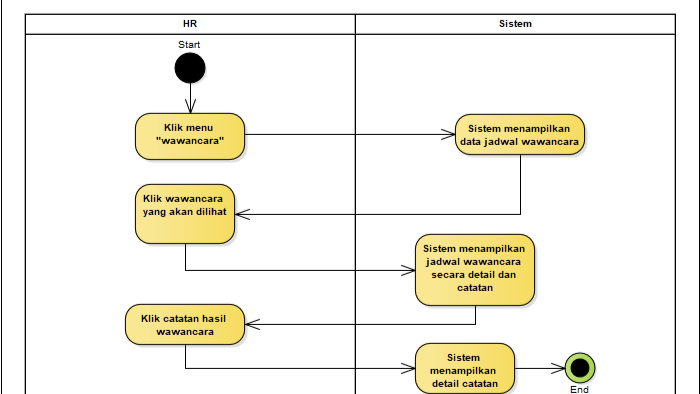 HR
Sistem
Start
Klik menu
"wawancara"
Sistem menampilkan
data jadwal wawancara
Klik wawancara
yang akan dilihat
Sistem menampilkan
jadwal wawancara
secara detail dan
catatan
Klik catatan hasil
wawancara
Sistem
menampilkan
detail catatan
End